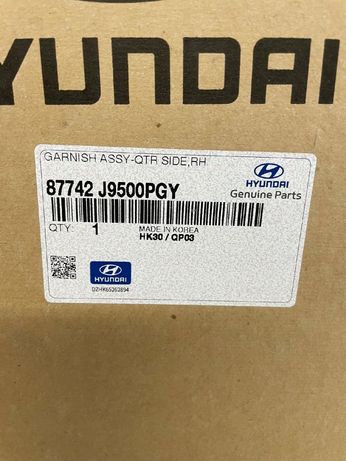 HYUNDAI
GARNISH ASSY-QTR SIDE,RH
87742 J9500PGY
HYUNDAI
Genuine Parts
QTY: 1
MADE IN KOREA
HK30 / QP03
HYUNDAI
DZHK65262894